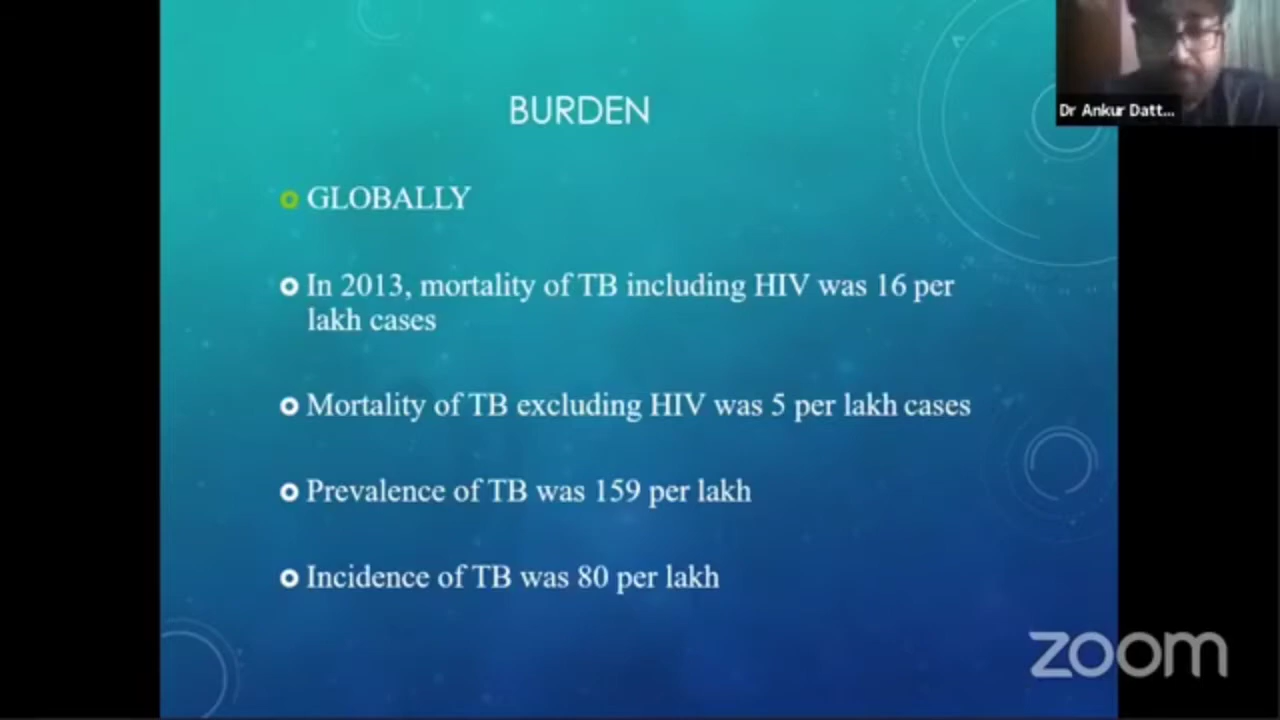 Dr Ankur Datt...
BURDEN
GLOBALLY
In 2013, mortality of TB including HIV was 16 per
lakh cases
Mortality of TB excluding HIV was 5 per lakh cases
Prevalence of TB was 159 per lakh
Incidence of TB was 80 per lakh
zoom